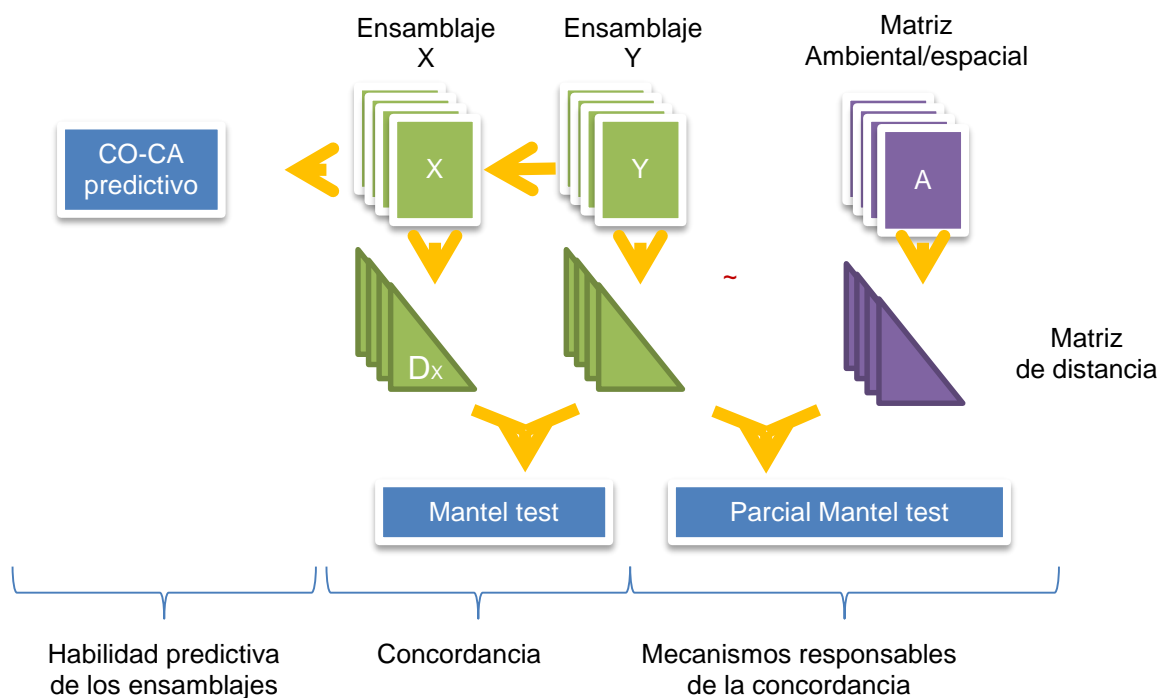 Ensamblaje
X
Ensamblaje
Y
Matriz
Ambiental/espacial
CO-CA
predictivo
X
Y
A
~
Dx
Matriz
de distancia
Mantel test
Parcial Mantel test
Habilidad predictiva
de los ensamblajes
Concordancia
Mecanismos responsables
de la concordancia